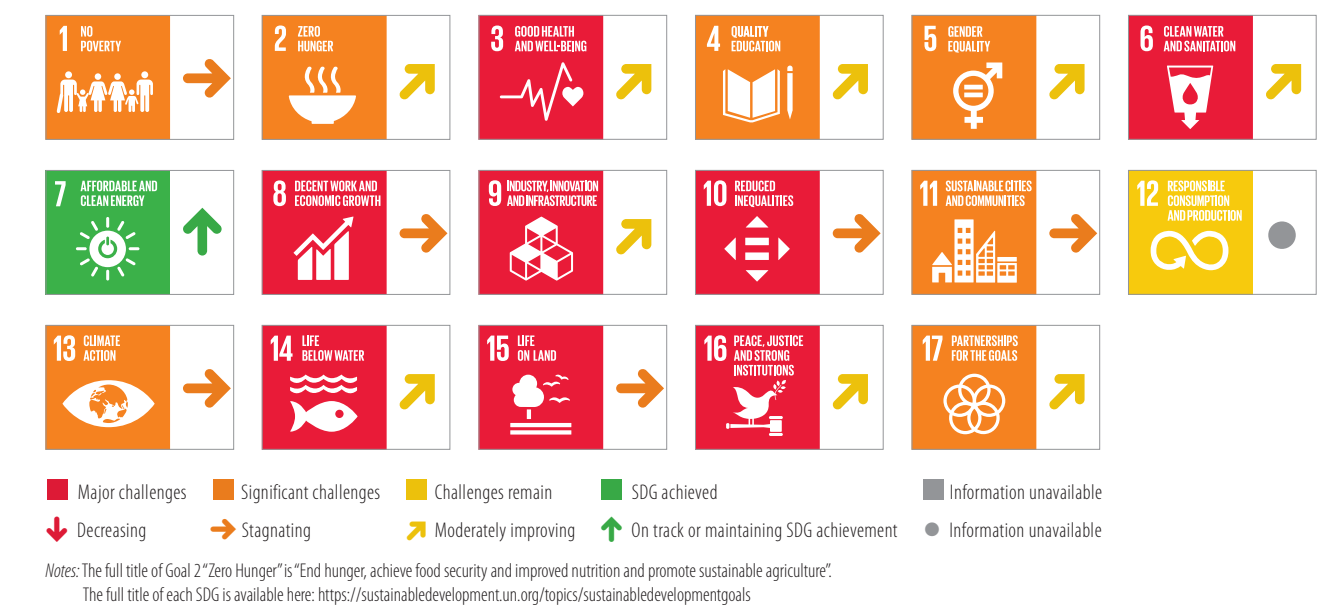 1 NO
POVERTY
2 ZERO
HUNGER
3 GOOD HEALTH
AND WELL-BEING
4 QUALITY
EDUCATION
5 GENDER
EQUALITY
6 CLEAN WATER
AND SANITATION
7 AFFORDABLE AND
CLEAN ENERGY
8 DECENT WORK AND
ECONOMIC GROWTH
9 INDUSTRY, INNOVATION
AND INFRASTRUCTURE
10 REDUCED
INEQUALITIES
11 SUSTAINABLE CITIES
AND COMMUNITIES
12 RESPONSIBLE
CONSUMPTION
AND PRODUCTION
13 CLIMATE
ACTION
14 LIFE
BELOW WATER
15 LIFE
ON LAND
16 PEACE, JUSTICE
AND STRONG
INSTITUTIONS
17 PARTNERSHIPS
FOR THE GOALS
Major challenges Significant challenges Challenges remain SDG achieved Information unavailable
Decreasing Stagnating Moderately improving On track or maintaining SDG achievement Information unavailable
Notes: The full title of Goal 2 “Zero Hunger” is “End hunger, achieve food security and improved nutrition and promote sustainable agriculture”.
The full title of each SDG is available here: https://sustainabledevelopment.un.org/topics/sustainabledevelopmentgoals